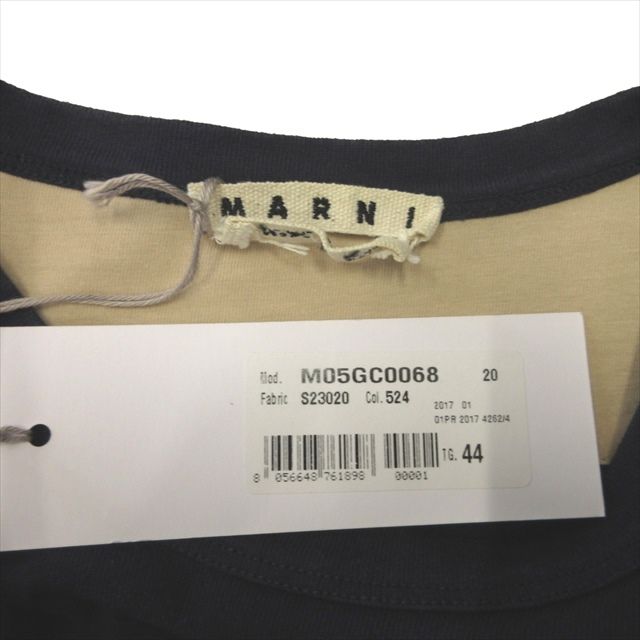 MARNI
Mod. M05GC0068 20
Fabric S23020 Col. 524
2017 01
01PR 2017 4262/4
TG. 44
8 056648 761898 00001